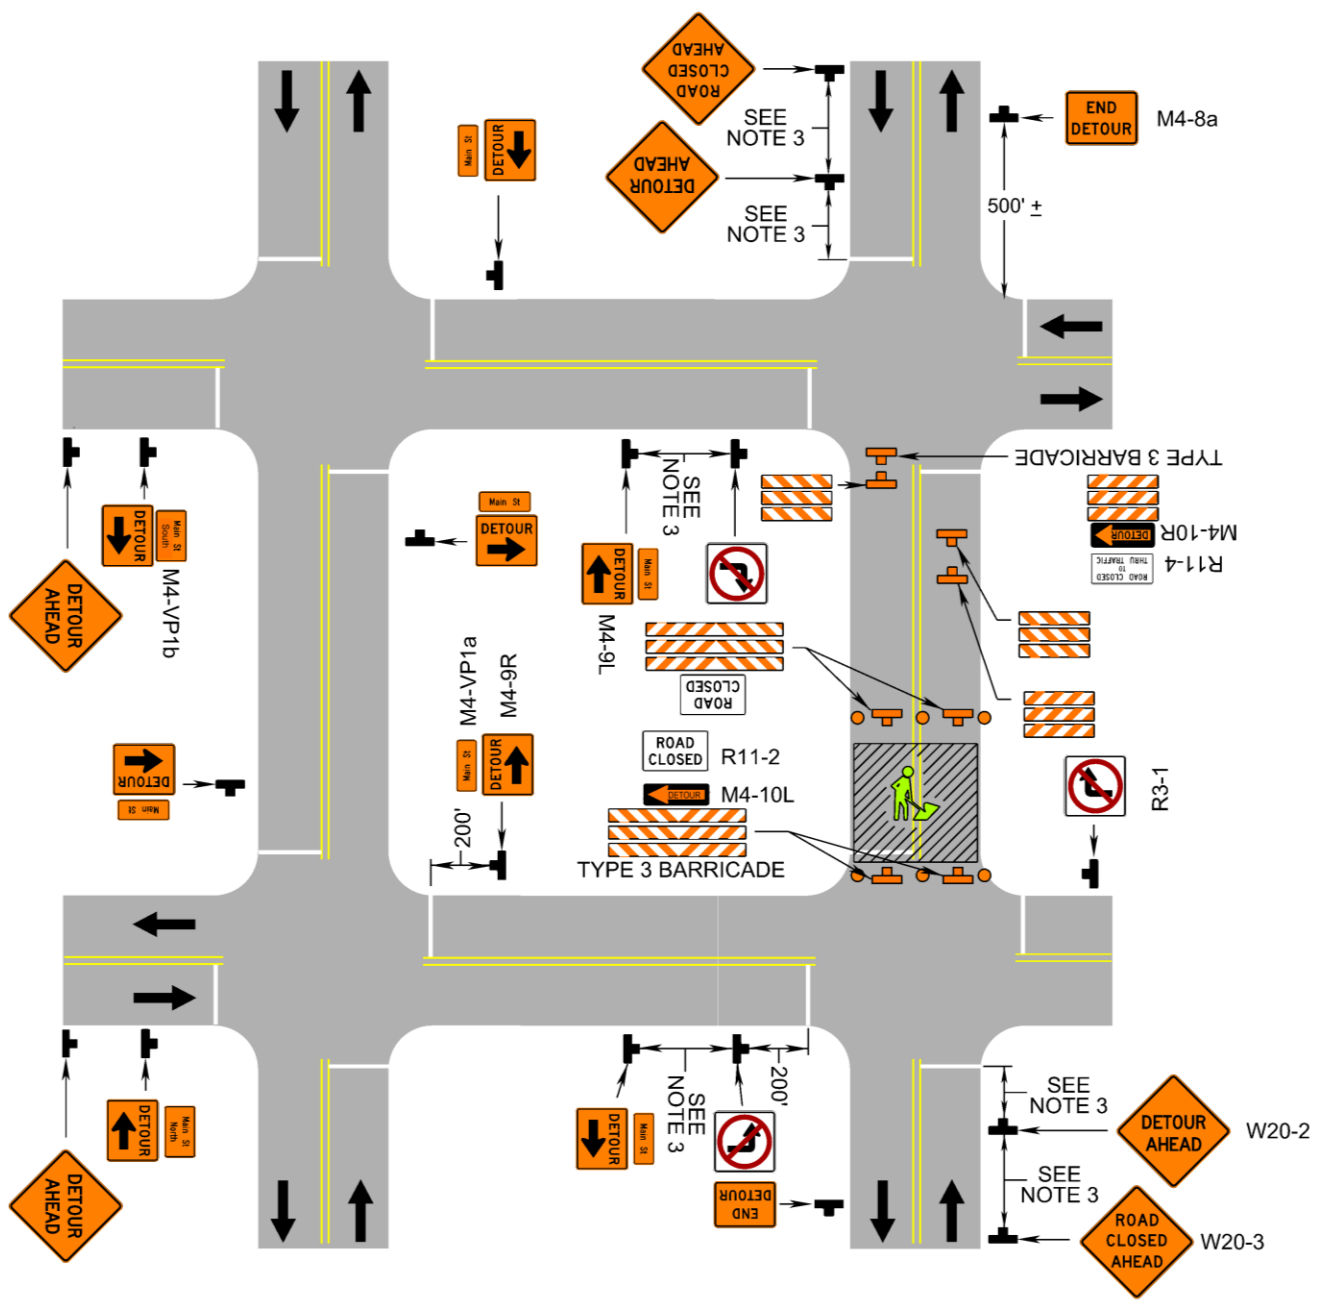 ROAD
CLOSED
AHEAD
SEE
NOTE 3
DETOUR
AHEAD
SEE
NOTE 3
END
DETOUR
M4-8a
500' ±
Main St
DETOUR
TYPE 3 BARRICADE
M4-10R
DETOUR
R11-4
ROAD CLOSED
TO
THRU TRAFFIC
DETOUR
Main St
South
M4-VP1b
DETOUR
AHEAD
Main St
DETOUR
SEE
NOTE 3
DETOUR
Main St
M4-9L
ROAD
CLOSED
M4-VP1a
M4-9R
Main St
DETOUR
200'
DETOUR
Main St
ROAD
CLOSED
R11-2
DETOUR
M4-10L
TYPE 3 BARRICADE
R3-1
DETOUR
Main St
North
DETOUR
AHEAD
SEE
NOTE 3
200'
DETOUR
Main St
END
DETOUR
SEE
NOTE 3
DETOUR
AHEAD
W20-2
SEE
NOTE 3
ROAD
CLOSED
AHEAD
W20-3